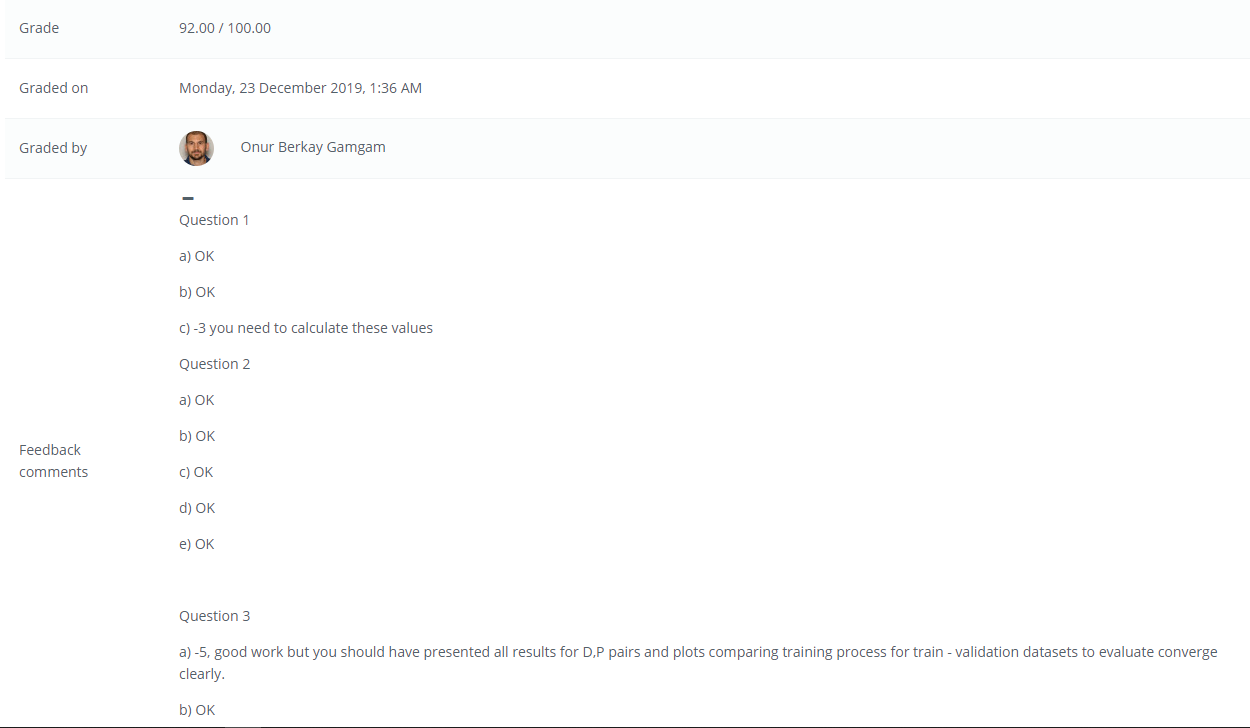 Grade 92.00 / 100.00
Graded on Monday, 23 December 2019, 1:36 AM
Graded by Onur Berkay Gamgam
Feedback
comments
Question 1
a) OK
b) OK
c) -3 you need to calculate these values
Question 2
a) OK
b) OK
c) OK
d) OK
e) OK
Question 3
a) -5, good work but you should have presented all results for D,P pairs and plots comparing training process for train - validation datasets to evaluate converge
clearly.
b) OK